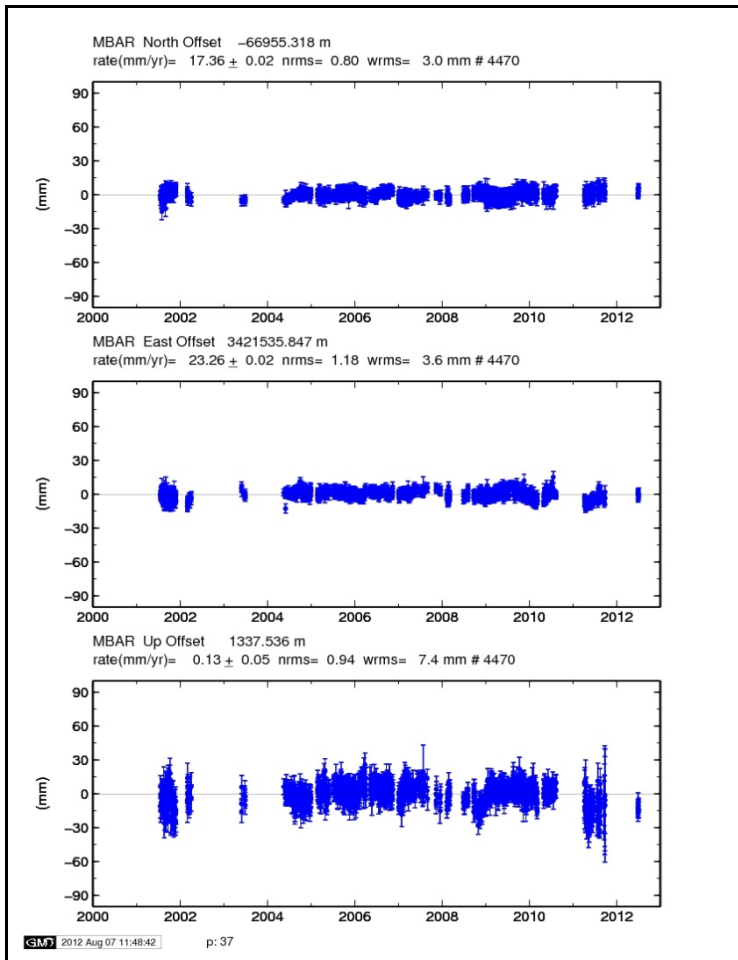 MBAR North Offset -66955.318 m
rate(mm/yr)= 17.36 ± 0.02 nrms= 0.80 wrms= 3.0 mm # 4470
90
60
30
0
-30
-60
-90
(mm)
2000 2002 2004 2006 2008 2010 2012
MBAR East Offset 3421535.847 m
rate(mm/yr)= 23.26 ± 0.02 nrms= 1.18 wrms= 3.6 mm # 4470
90
60
30
0
-30
-60
-90
(mm)
2000 2002 2004 2006 2008 2010 2012
MBAR Up Offset 1337.536 m
rate(mm/yr)= 0.13 ± 0.05 nrms= 0.94 wrms= 7.4 mm # 4470
90
60
30
0
-30
-60
-90
(mm)
2000 2002 2004 2006 2008 2010 2012
GMT 2012 Aug 07 11:48:42 p: 37